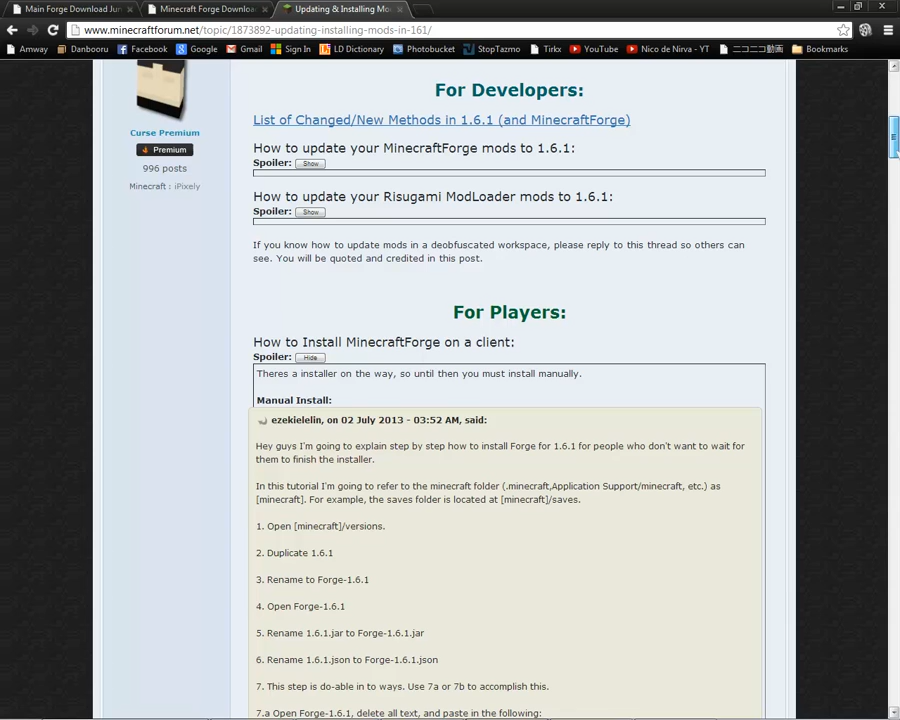 Main Forge Download Jun
Minecraft Forge Download
Updating & Installing Mo
www.minecraftforum.net/topic/1873892-updating-installing-mods-in-161/
Amway Danbooru Facebook Google Gmail Sign In LD Dictionary Photobucket StopTazmo Tirkx YouTube Nico de Nirva - YT ニコニコ動画 Bookmarks
Curse Premium
Premium
996 posts
Minecraft : iPixely
For Developers:
List of Changed/New Methods in 1.6.1 (and MinecraftForge)
How to update your MinecraftForge mods to 1.6.1:
Spoiler: Show
How to update your Risugami ModLoader mods to 1.6.1:
Spoiler: Show
If you know how to update mods in a deobfuscated workspace, please reply to this thread so others can
see. You will be quoted and credited in this post.
For Players:
How to Install MinecraftForge on a client:
Spoiler: Hide
Theres a installer on the way, so until then you must install manually.
Manual Install:
ezekielelin, on 02 July 2013 - 03:52 AM, said:
Hey guys I'm going to explain step by step how to install Forge for 1.6.1 for people who don't want to wait for
them to finish the installer.
In this tutorial I'm going to refer to the minecraft folder (.minecraft,Application Support/minecraft, etc.) as
[minecraft]. For example, the saves folder is located at [minecraft]/saves.
1. Open [minecraft]/versions.
2. Duplicate 1.6.1
3. Rename to Forge-1.6.1
4. Open Forge-1.6.1
5. Rename 1.6.1.jar to Forge-1.6.1.jar
6. Rename 1.6.1.json to Forge-1.6.1.json
7. This step is do-able in to ways. Use 7a or 7b to accomplish this.
7.a Open Forge-1.6.1, delete all text, and paste in the following: